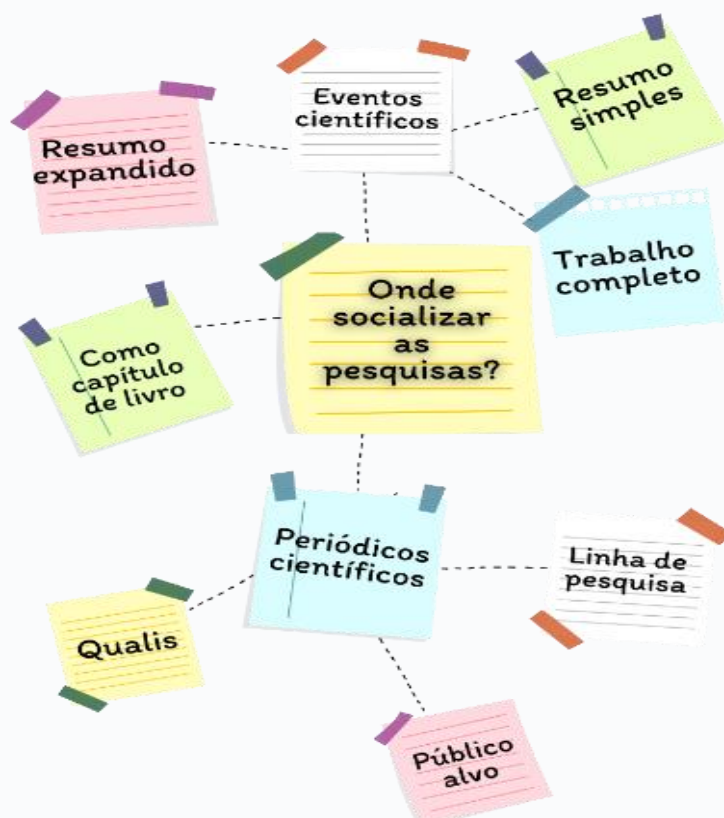 Eventos
científicos
Resumo
simples
Resumo
expandido
Trabalho
completo
Onde
socializar
as
pesquisas?
Como
capítulo
de livro
Periódicos
científicos
Linha de
pesquisa
Qualis
Público
alvo